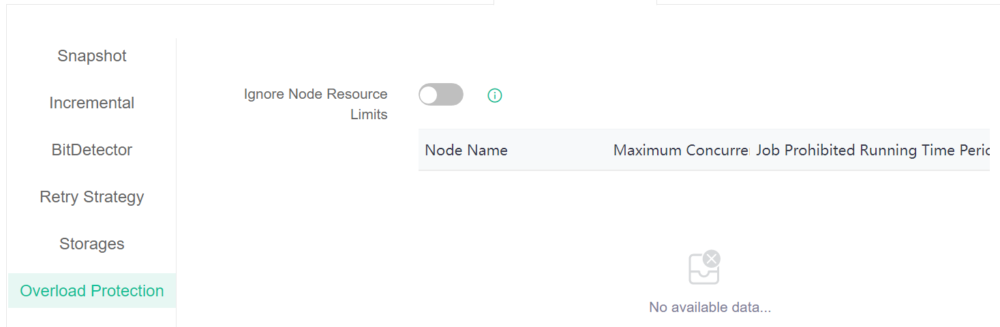 Snapshot
Incremental
BitDetector
Retry Strategy
Storages
Overload Protection
Ignore Node Resource
Limits
Node Name Maximum Concurre Job Prohibited Running Time Peric
No available data...